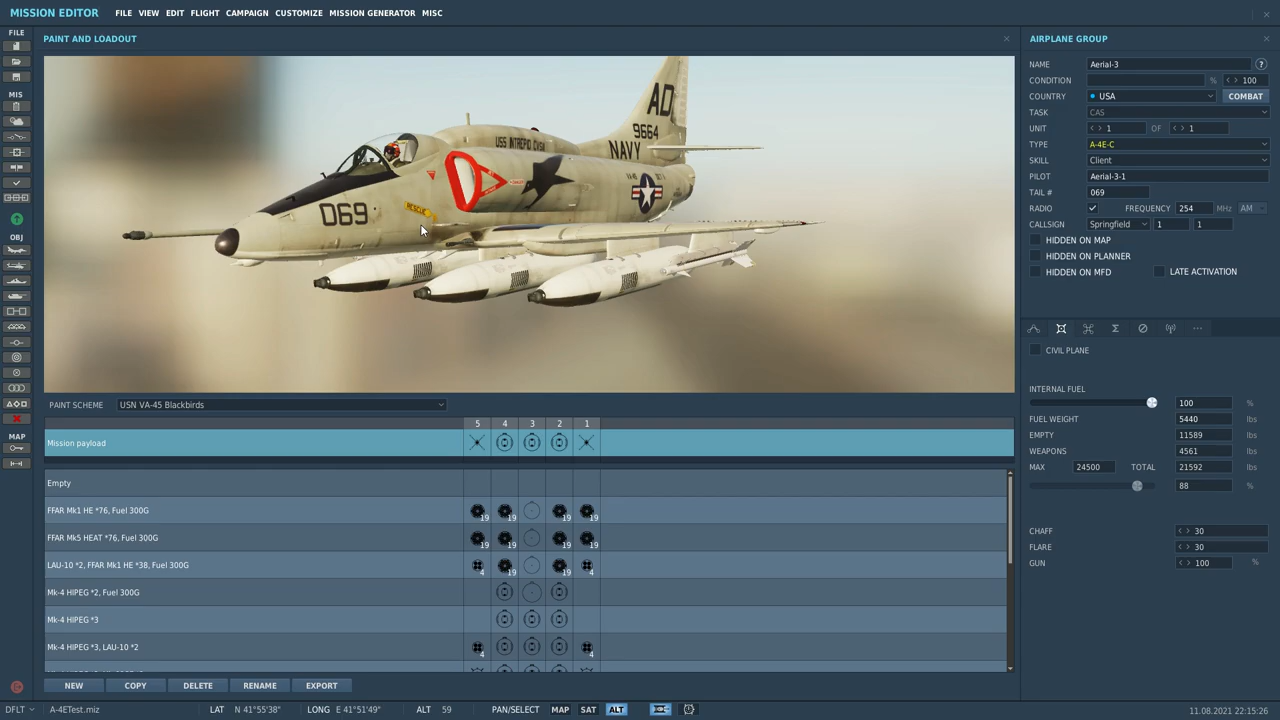 MISSION EDITOR FILE VIEW EDIT FLIGHT CAMPAIGN CUSTOMIZE MISSION GENERATOR MISC
FILE
MIS
OBJ
MAP
PAINT AND LOADOUT
AD
9664
NAVY
USS INTREPID
069
RESCUE
PAINT SCHEME USN VA-45 Blackbirds
5 4 3 2 1
Mission payload
Empty
FFAR Mk1 HE *76, Fuel 300G 19 19 19 19
FFAR Mk5 HEAT *76, Fuel 300G 19 19 19 19
LAU-10 *2, FFAR Mk1 HE *38, Fuel 300G 4 19 19 4
Mk-4 HIPEG *2, Fuel 300G
Mk-4 HIPEG *3
Mk-4 HIPEG *3, LAU-10 *2 4 4
NEW COPY DELETE RENAME EXPORT
AIRPLANE GROUP
NAME Aerial-3 ?
CONDITION % 100
COUNTRY USA COMBAT
TASK CAS
UNIT 1 OF 1
TYPE A-4E-C
SKILL Client
PILOT Aerial-3-1
TAIL # 069
RADIO FREQUENCY 254 MHz AM
CALLSIGN Springfield 1 1
HIDDEN ON MAP
HIDDEN ON PLANNER
HIDDEN ON MFD LATE ACTIVATION
CIVIL PLANE
INTERNAL FUEL
100 %
FUEL WEIGHT 5440 lbs
EMPTY 11589 lbs
WEAPONS 4561 lbs
MAX 24500 TOTAL 21592 lbs
88 %
CHAFF 30
FLARE 30
GUN 100 %
DFLT A-4ETest.miz LAT N 41°55'38" LONG E 41°51'49" ALT 59 PAN/SELECT MAP SAT ALT 11.08.2021 22:15:26